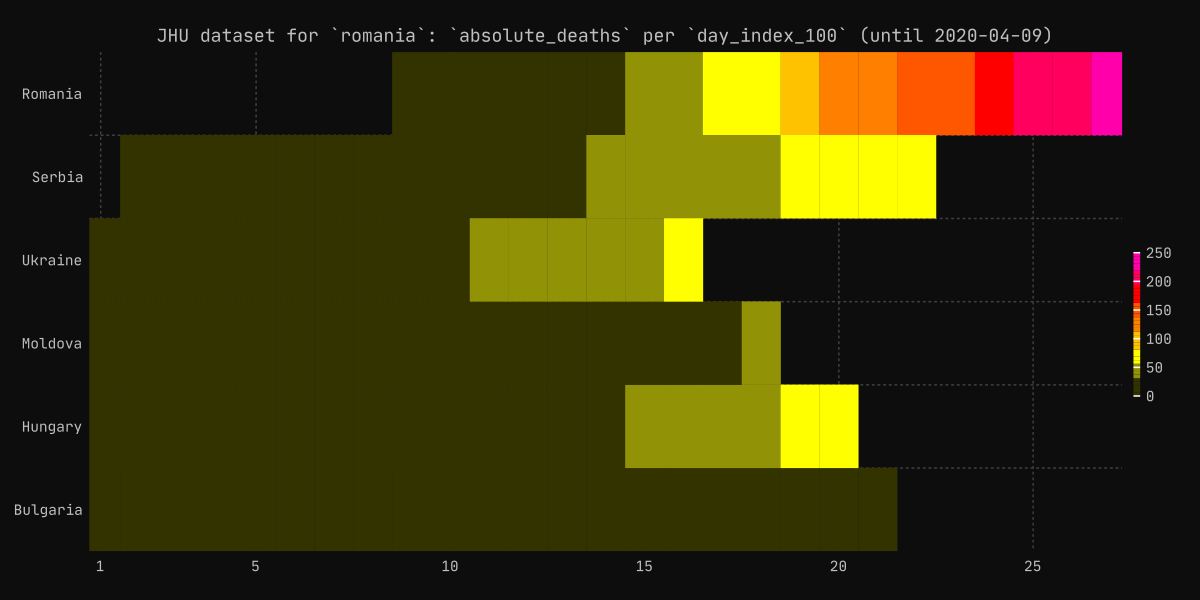 JHU dataset for `romania`: `absolute_deaths` per `day_index_100` (until 2020-04-09)
Romania
Serbia
Ukraine
Moldova
Hungary
Bulgaria
250
200
150
100
50
0
1 5 10 15 20 25